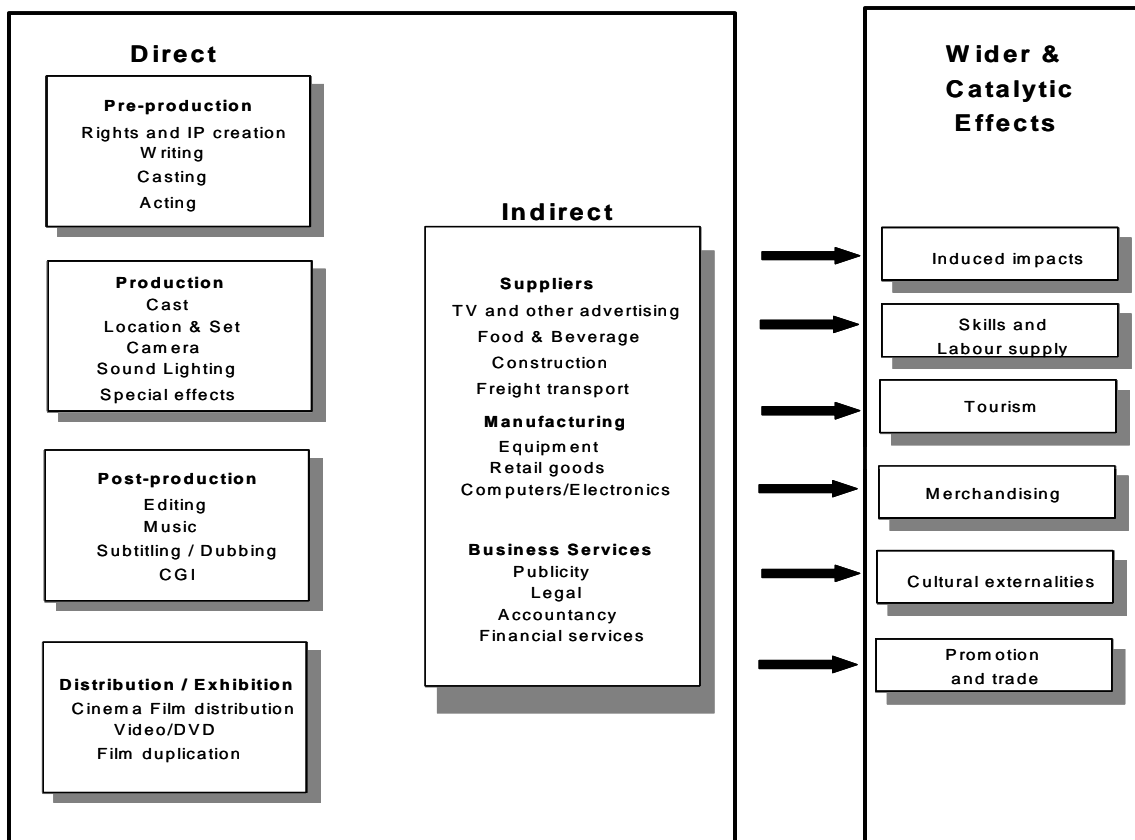 Direct
Pre-production
Rights and IP creation
Writing
Casting
Acting
Production
Cast
Location & Set
Camera
Sound Lighting
Special effects
Post-production
Editing
Music
Subtitling / Dubbing
CGI
Distribution / Exhibition
Cinema Film distribution
Video/DVD
Film duplication
Indirect
Suppliers
TV and other advertising
Food & Beverage
Construction
Freight transport
Manufacturing
Equipment
Retail goods
Computers/Electronics
Business Services
Publicity
Legal
Accountancy
Financial services
Wider &
Catalytic
Effects
Induced impacts
Skills and
Labour supply
Tourism
Merchandising
Cultural externalities
Promotion
and trade